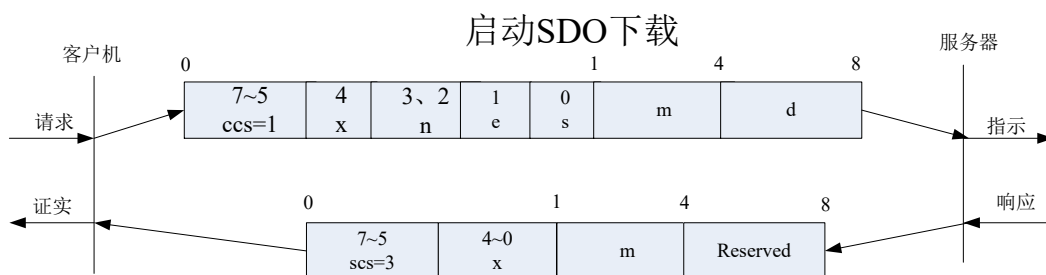 启动SDO下载
客户机
服务器
0 1 4 8
7~5 4 3、2 1 0
ccs=1 x n e s m d
请求
指示
证实
响应
0 1 4 8
7~5 4~0
scs=3 x m Reserved